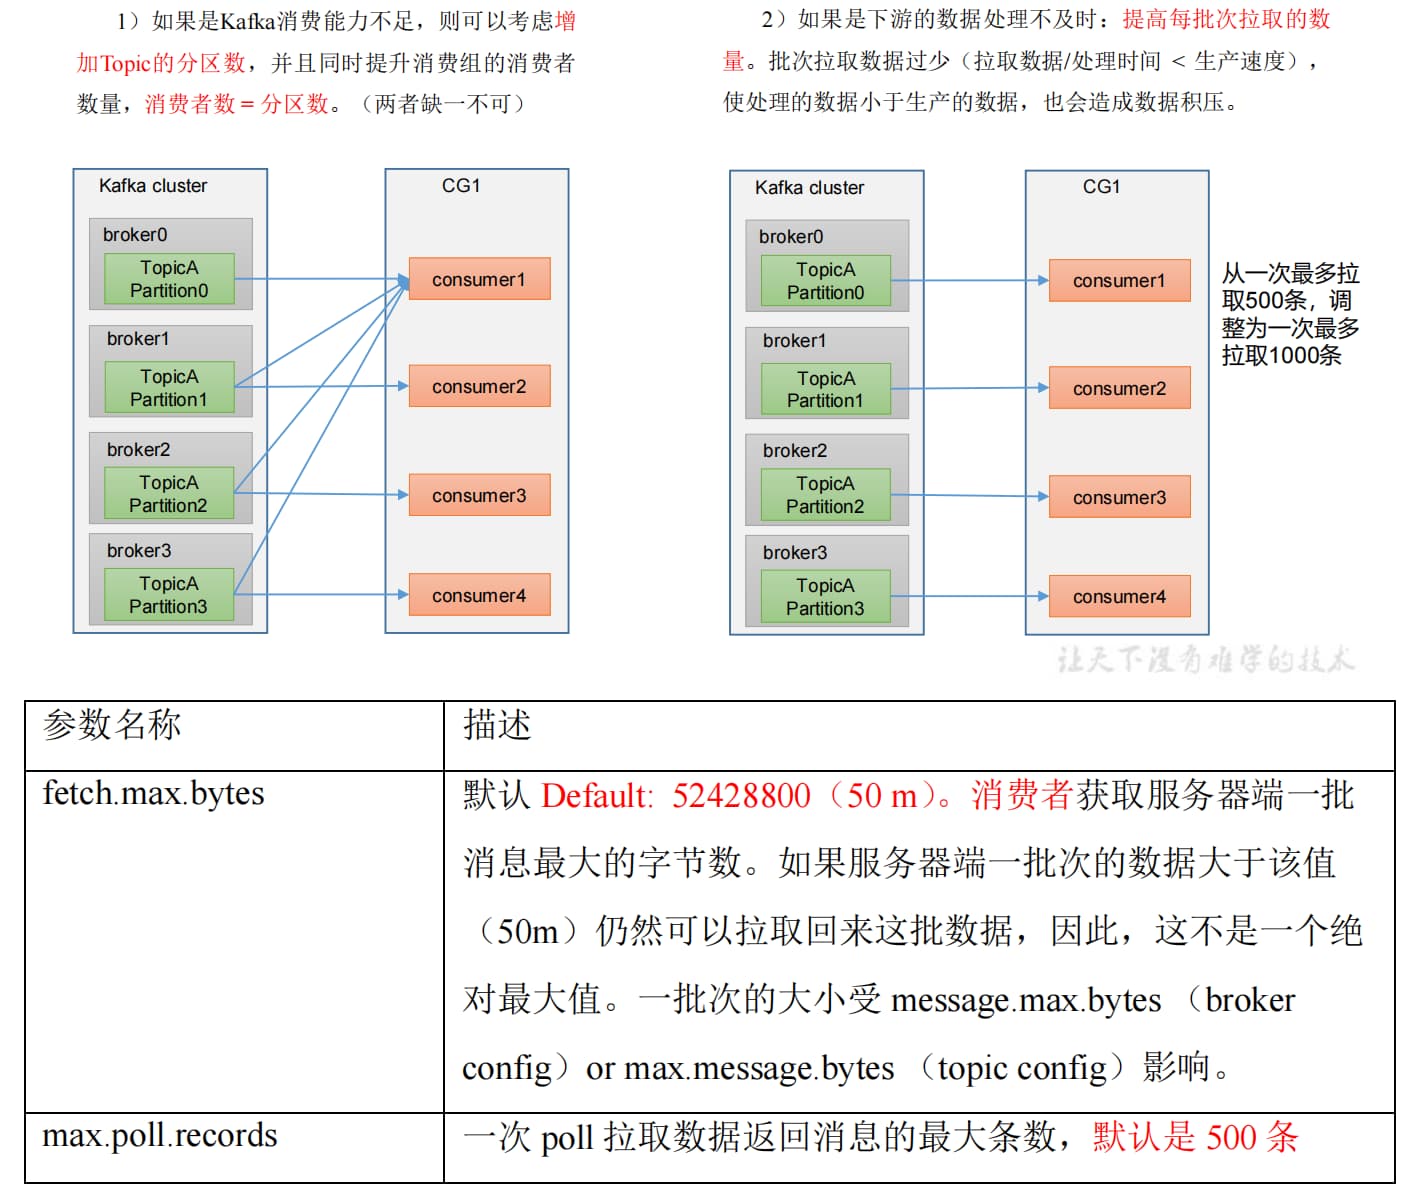 1）如果是Kafka消费能力不足，则可以考虑增
加Topic的分区数，并且同时提升消费组的消费者
数量，消费者数 = 分区数。（两者缺一不可）
2）如果是下游的数据处理不及时：提高每批次拉取的数
量。批次拉取数据过少（拉取数据/处理时间 < 生产速度），
使处理的数据小于生产的数据，也会造成数据积压。
Kafka cluster
broker0
TopicA
Partition0
broker1
TopicA
Partition1
broker2
TopicA
Partition2
broker3
TopicA
Partition3
CG1
consumer1
consumer2
consumer3
consumer4
Kafka cluster
broker0
TopicA
Partition0
broker1
TopicA
Partition1
broker2
TopicA
Partition2
broker3
TopicA
Partition3
CG1
consumer1
consumer2
consumer3
consumer4
从一次最多拉
取500条，调
整为一次最多
拉取1000条
让天下没有难学的技术
参数名称
描述
fetch.max.bytes
默认 Default: 52428800（50 m）。消费者获取服务器端一批
消息最大的字节数。如果服务器端一批次的数据大于该值
（50m）仍然可以拉取回来这批数据，因此，这不是一个绝
对最大值。一批次的大小受 message.max.bytes （broker
config）or max.message.bytes （topic config）影响。
max.poll.records
一次 poll 拉取数据返回消息的最大条数，默认是 500 条